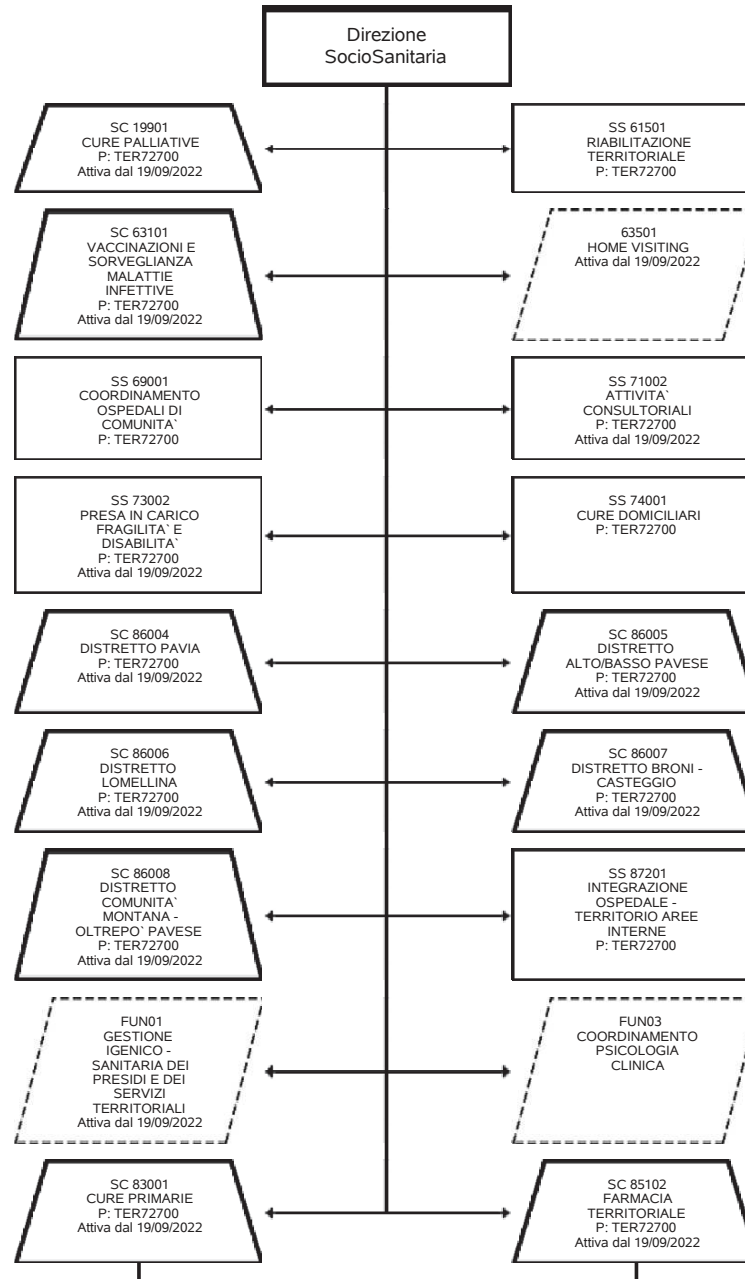 Direzione
SocioSanitaria
SC 19901
CURE PALLIATIVE
P: TER72700
Attiva dal 19/09/2022
SS 61501
RIABILITAZIONE
TERRITORIALE
P: TER72700
SC 63101
VACCINAZIONI E
SORVEGLIANZA
MALATTIE
INFETTIVE
P: TER72700
Attiva dal 19/09/2022
63501
HOME VISITING
Attiva dal 19/09/2022
SS 69001
COORDINAMENTO
OSPEDALI DI
COMUNITA`
P: TER72700
SS 71002
ATTIVITA`
CONSULTORIALI
P: TER72700
Attiva dal 19/09/2022
SS 73002
PRESA IN CARICO
FRAGILITA` E
DISABILITA`
P: TER72700
Attiva dal 19/09/2022
SS 74001
CURE DOMICILIARI
P: TER72700
SC 86004
DISTRETTO PAVIA
P: TER72700
Attiva dal 19/09/2022
SC 86005
DISTRETTO
ALTO/BASSO PAVESE
P: TER72700
Attiva dal 19/09/2022
SC 86006
DISTRETTO
LOMELLINA
P: TER72700
Attiva dal 19/09/2022
SC 86007
DISTRETTO BRONI -
CASTEGGIO
P: TER72700
Attiva dal 19/09/2022
SC 86008
DISTRETTO
COMUNITA`
MONTANA -
OLTREPO` PAVESE
P: TER72700
Attiva dal 19/09/2022
SS 87201
INTEGRAZIONE
OSPEDALE -
TERRITORIO AREE
INTERNE
P: TER72700
FUN01
GESTIONE
IGENICO -
SANITARIA DEI
PRESIDI E DEI
SERVIZI
TERRITORIALI
Attiva dal 19/09/2022
FUN03
COORDINAMENTO
PSICOLOGIA
CLINICA
SC 83001
CURE PRIMARIE
P: TER72700
Attiva dal 19/09/2022
SC 85102
FARMACIA
TERRITORIALE
P: TER72700
Attiva dal 19/09/2022